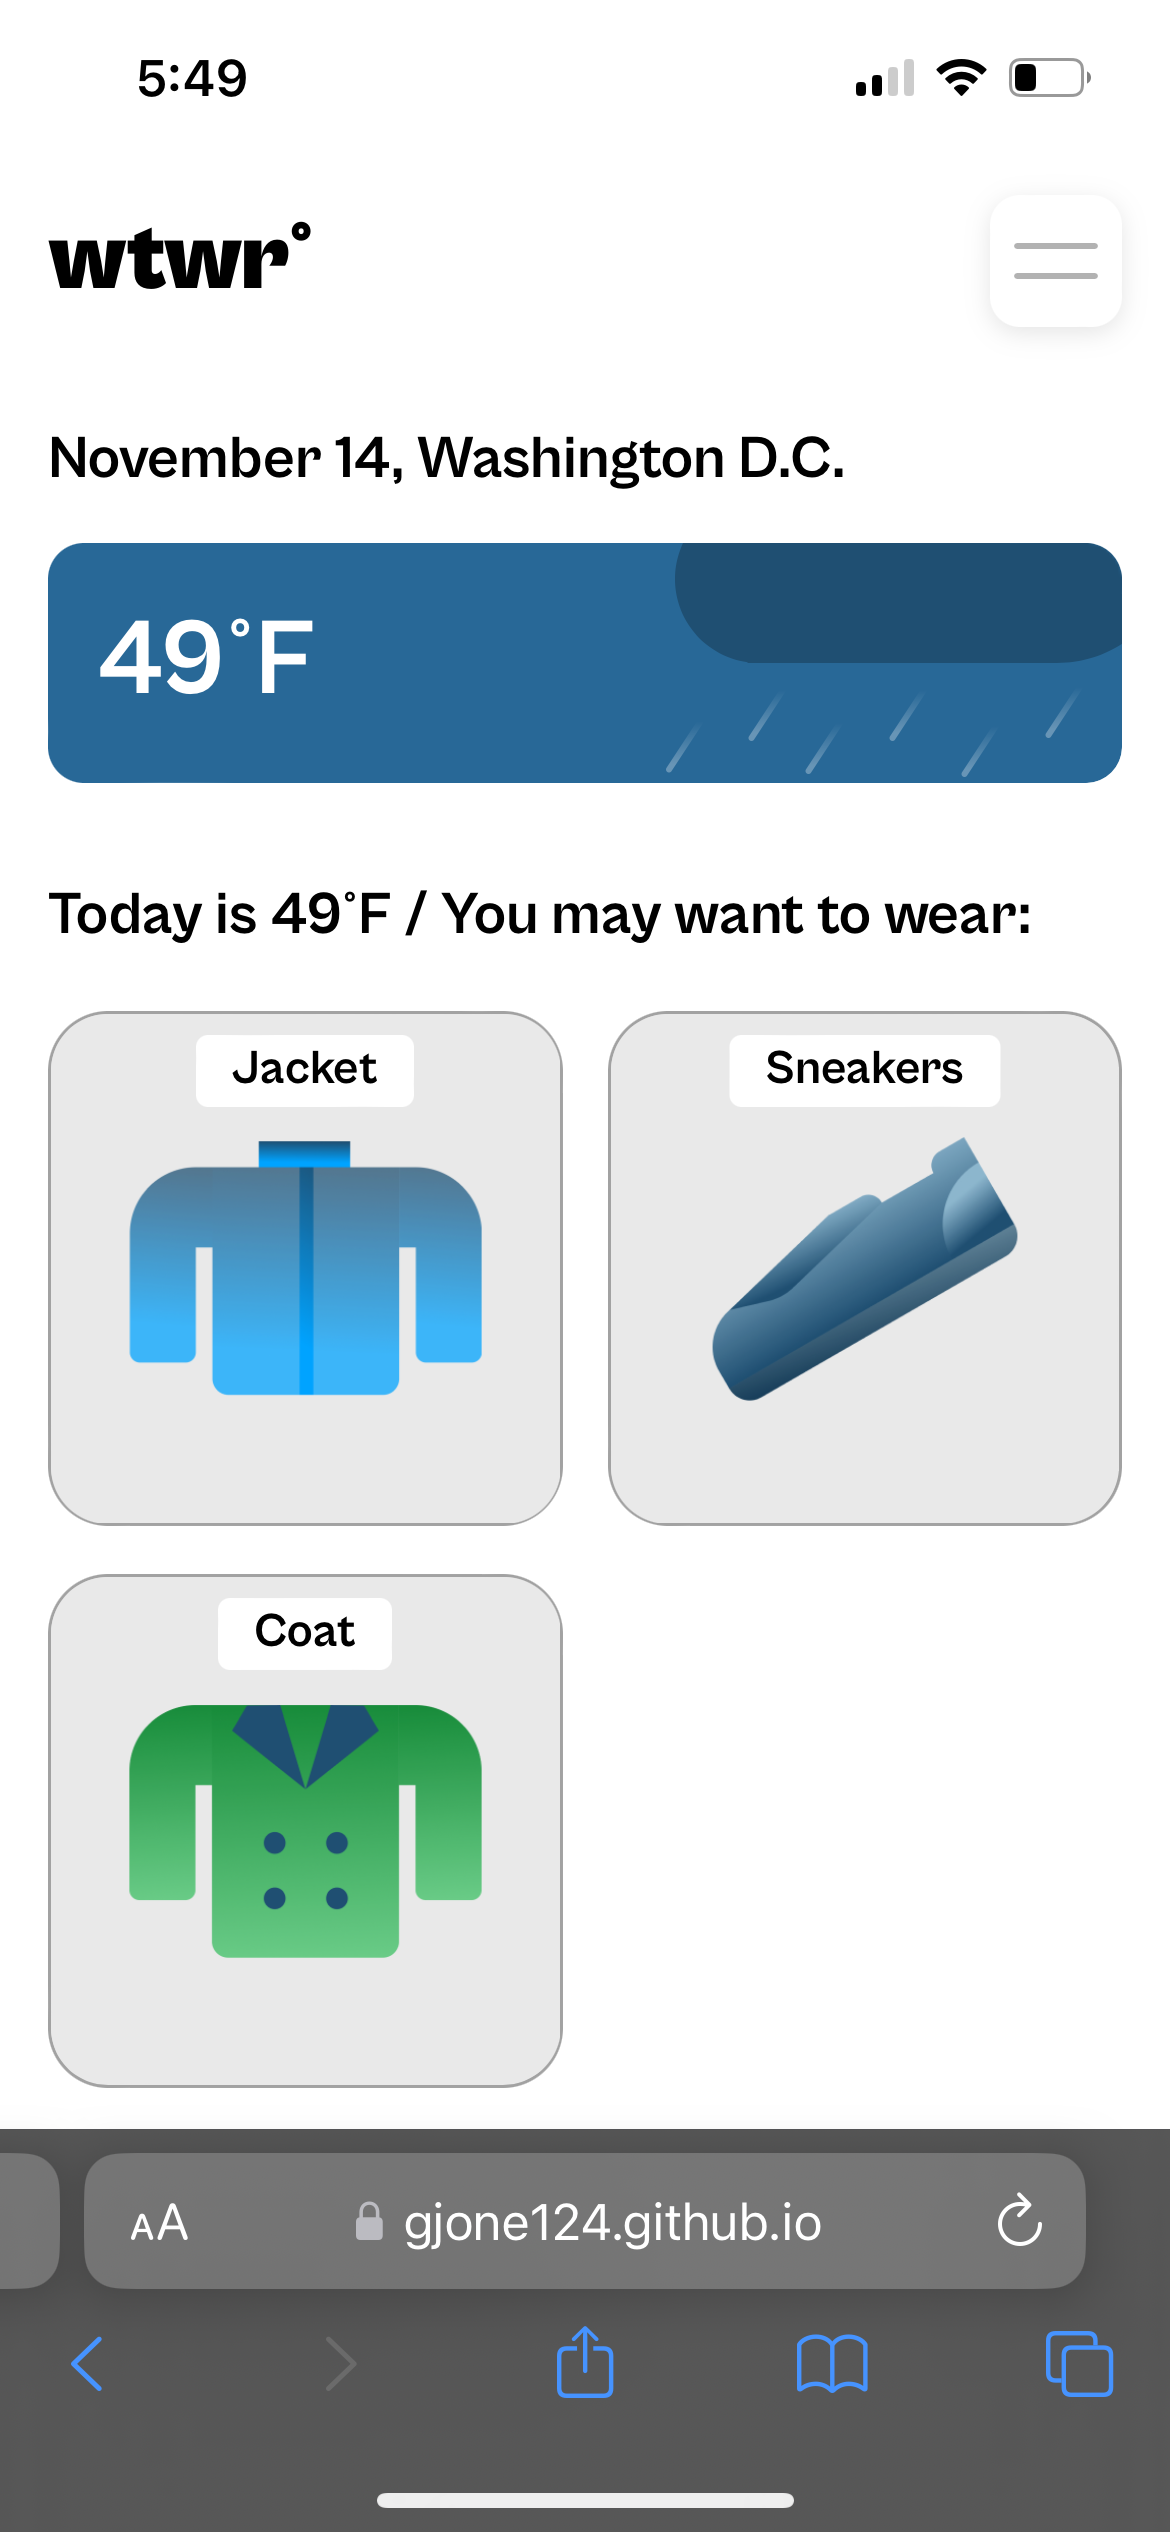 5:49
wtwr°
November 14, Washington D.C.
49°F
Today is 49°F / You may want to wear:
Jacket
Sneakers
Coat
AA
gjone124.github.io